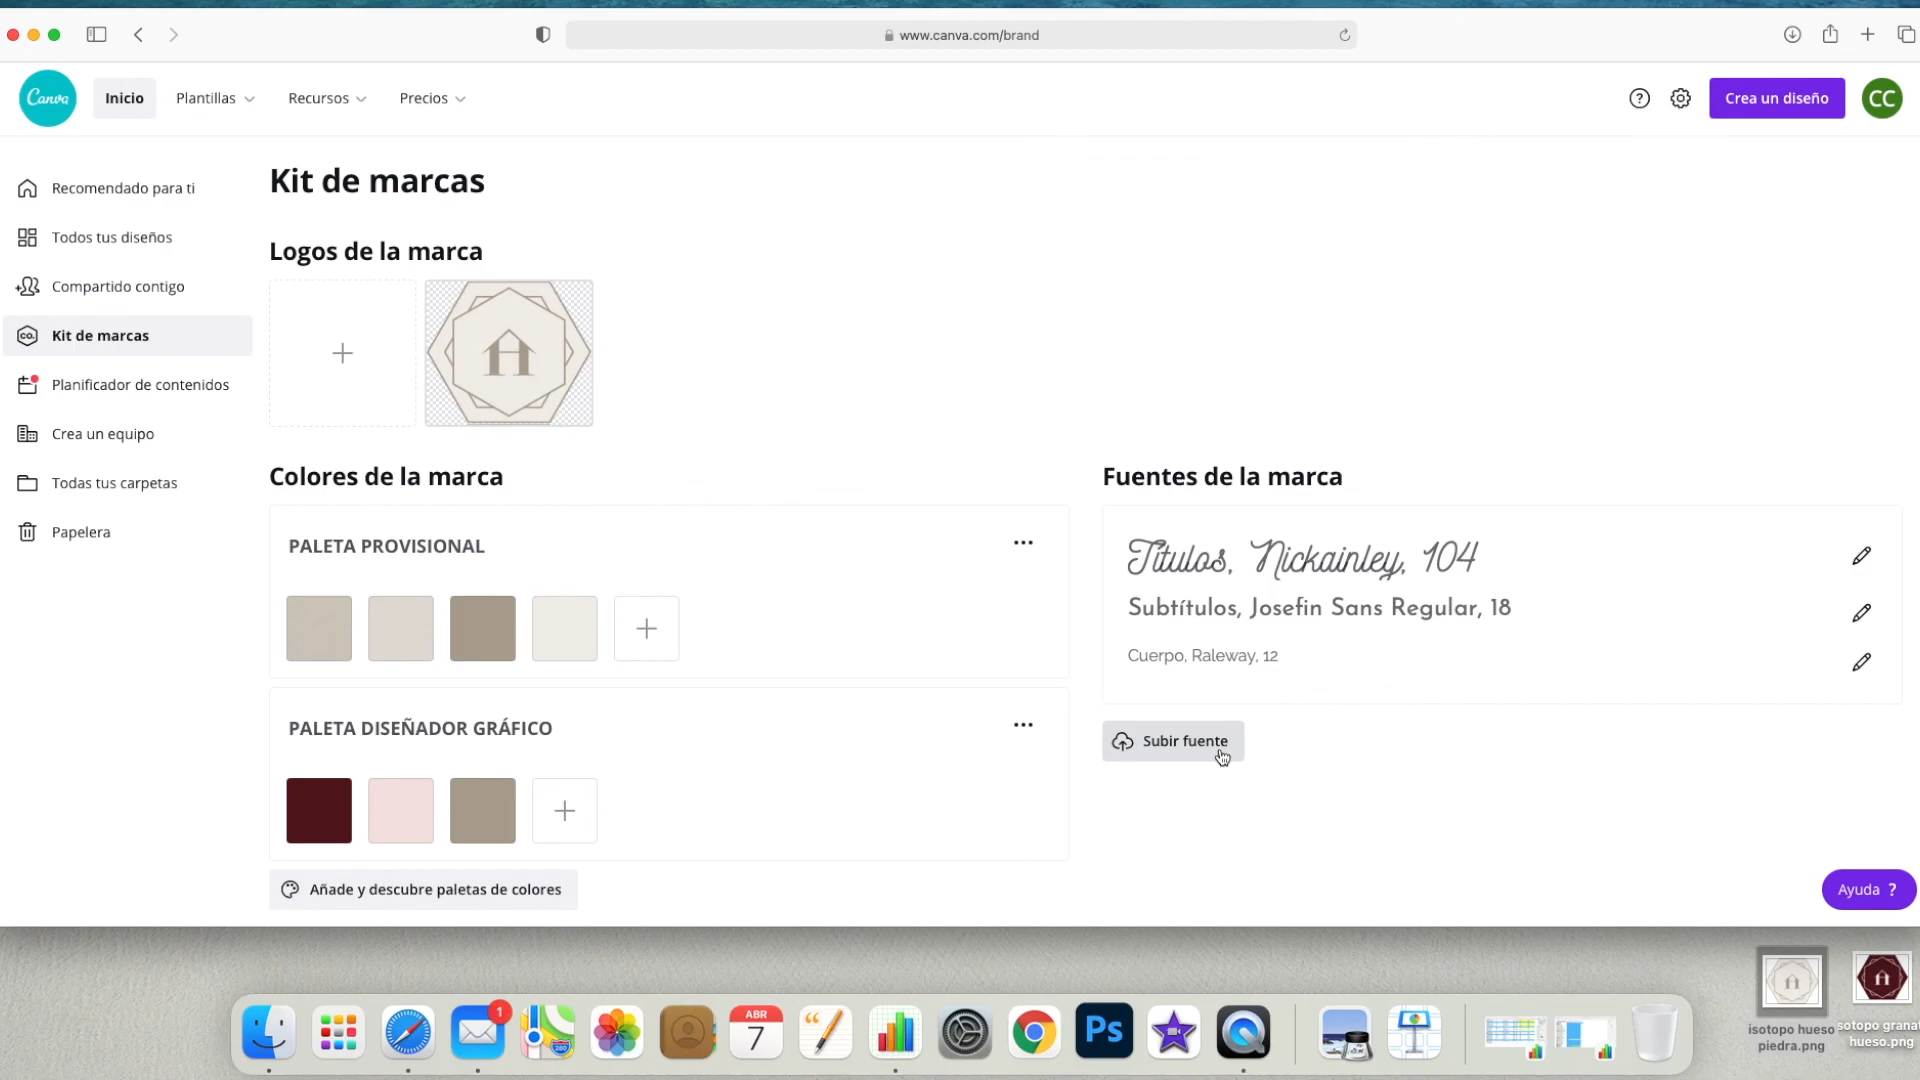 www.canva.com/brand
Canva
Inicio
Plantillas
Recursos
Precios
?
Crea un diseño
CC
Recomendado para ti
Todos tus diseños
Compartido contigo
co.
Kit de marcas
Planificador de contenidos
Crea un equipo
Todas tus carpetas
Papelera
Kit de marcas
Logos de la marca
H
Colores de la marca
PALETA PROVISIONAL
PALETA DISEÑADOR GRÁFICO
Añade y descubre paletas de colores
Fuentes de la marca
Títulos, Nickainley, 104
Subtítulos, Josefin Sans Regular, 18
Cuerpo, Raleway, 12
Subir fuente
Ayuda ?
isotopo hueso
piedra.png
sotopo grana
hueso.png
1
280
ABR
7
Ps